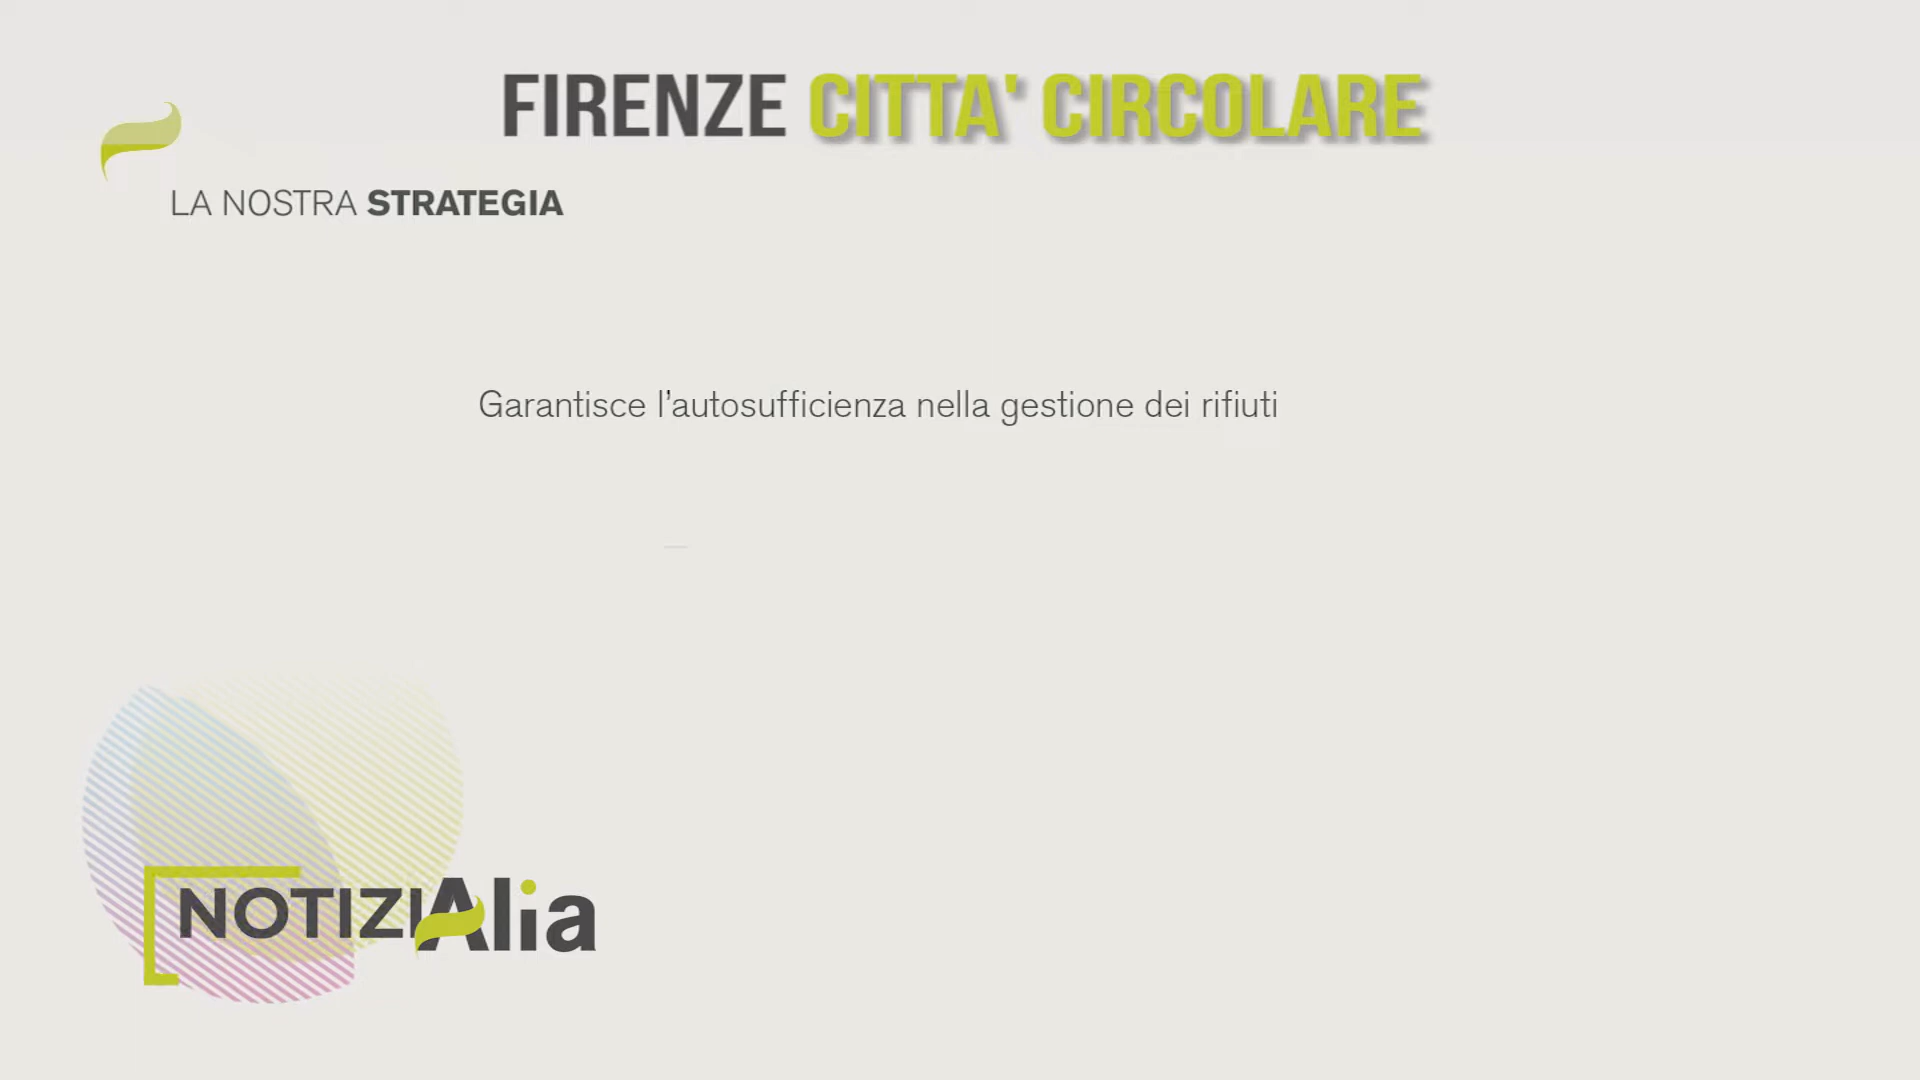 FIRENZE CITTA' CIRCOLARE
LA NOSTRA STRATEGIA
Garantisce l’autosufficienza nella gestione dei rifiuti
NOTIZIAlia